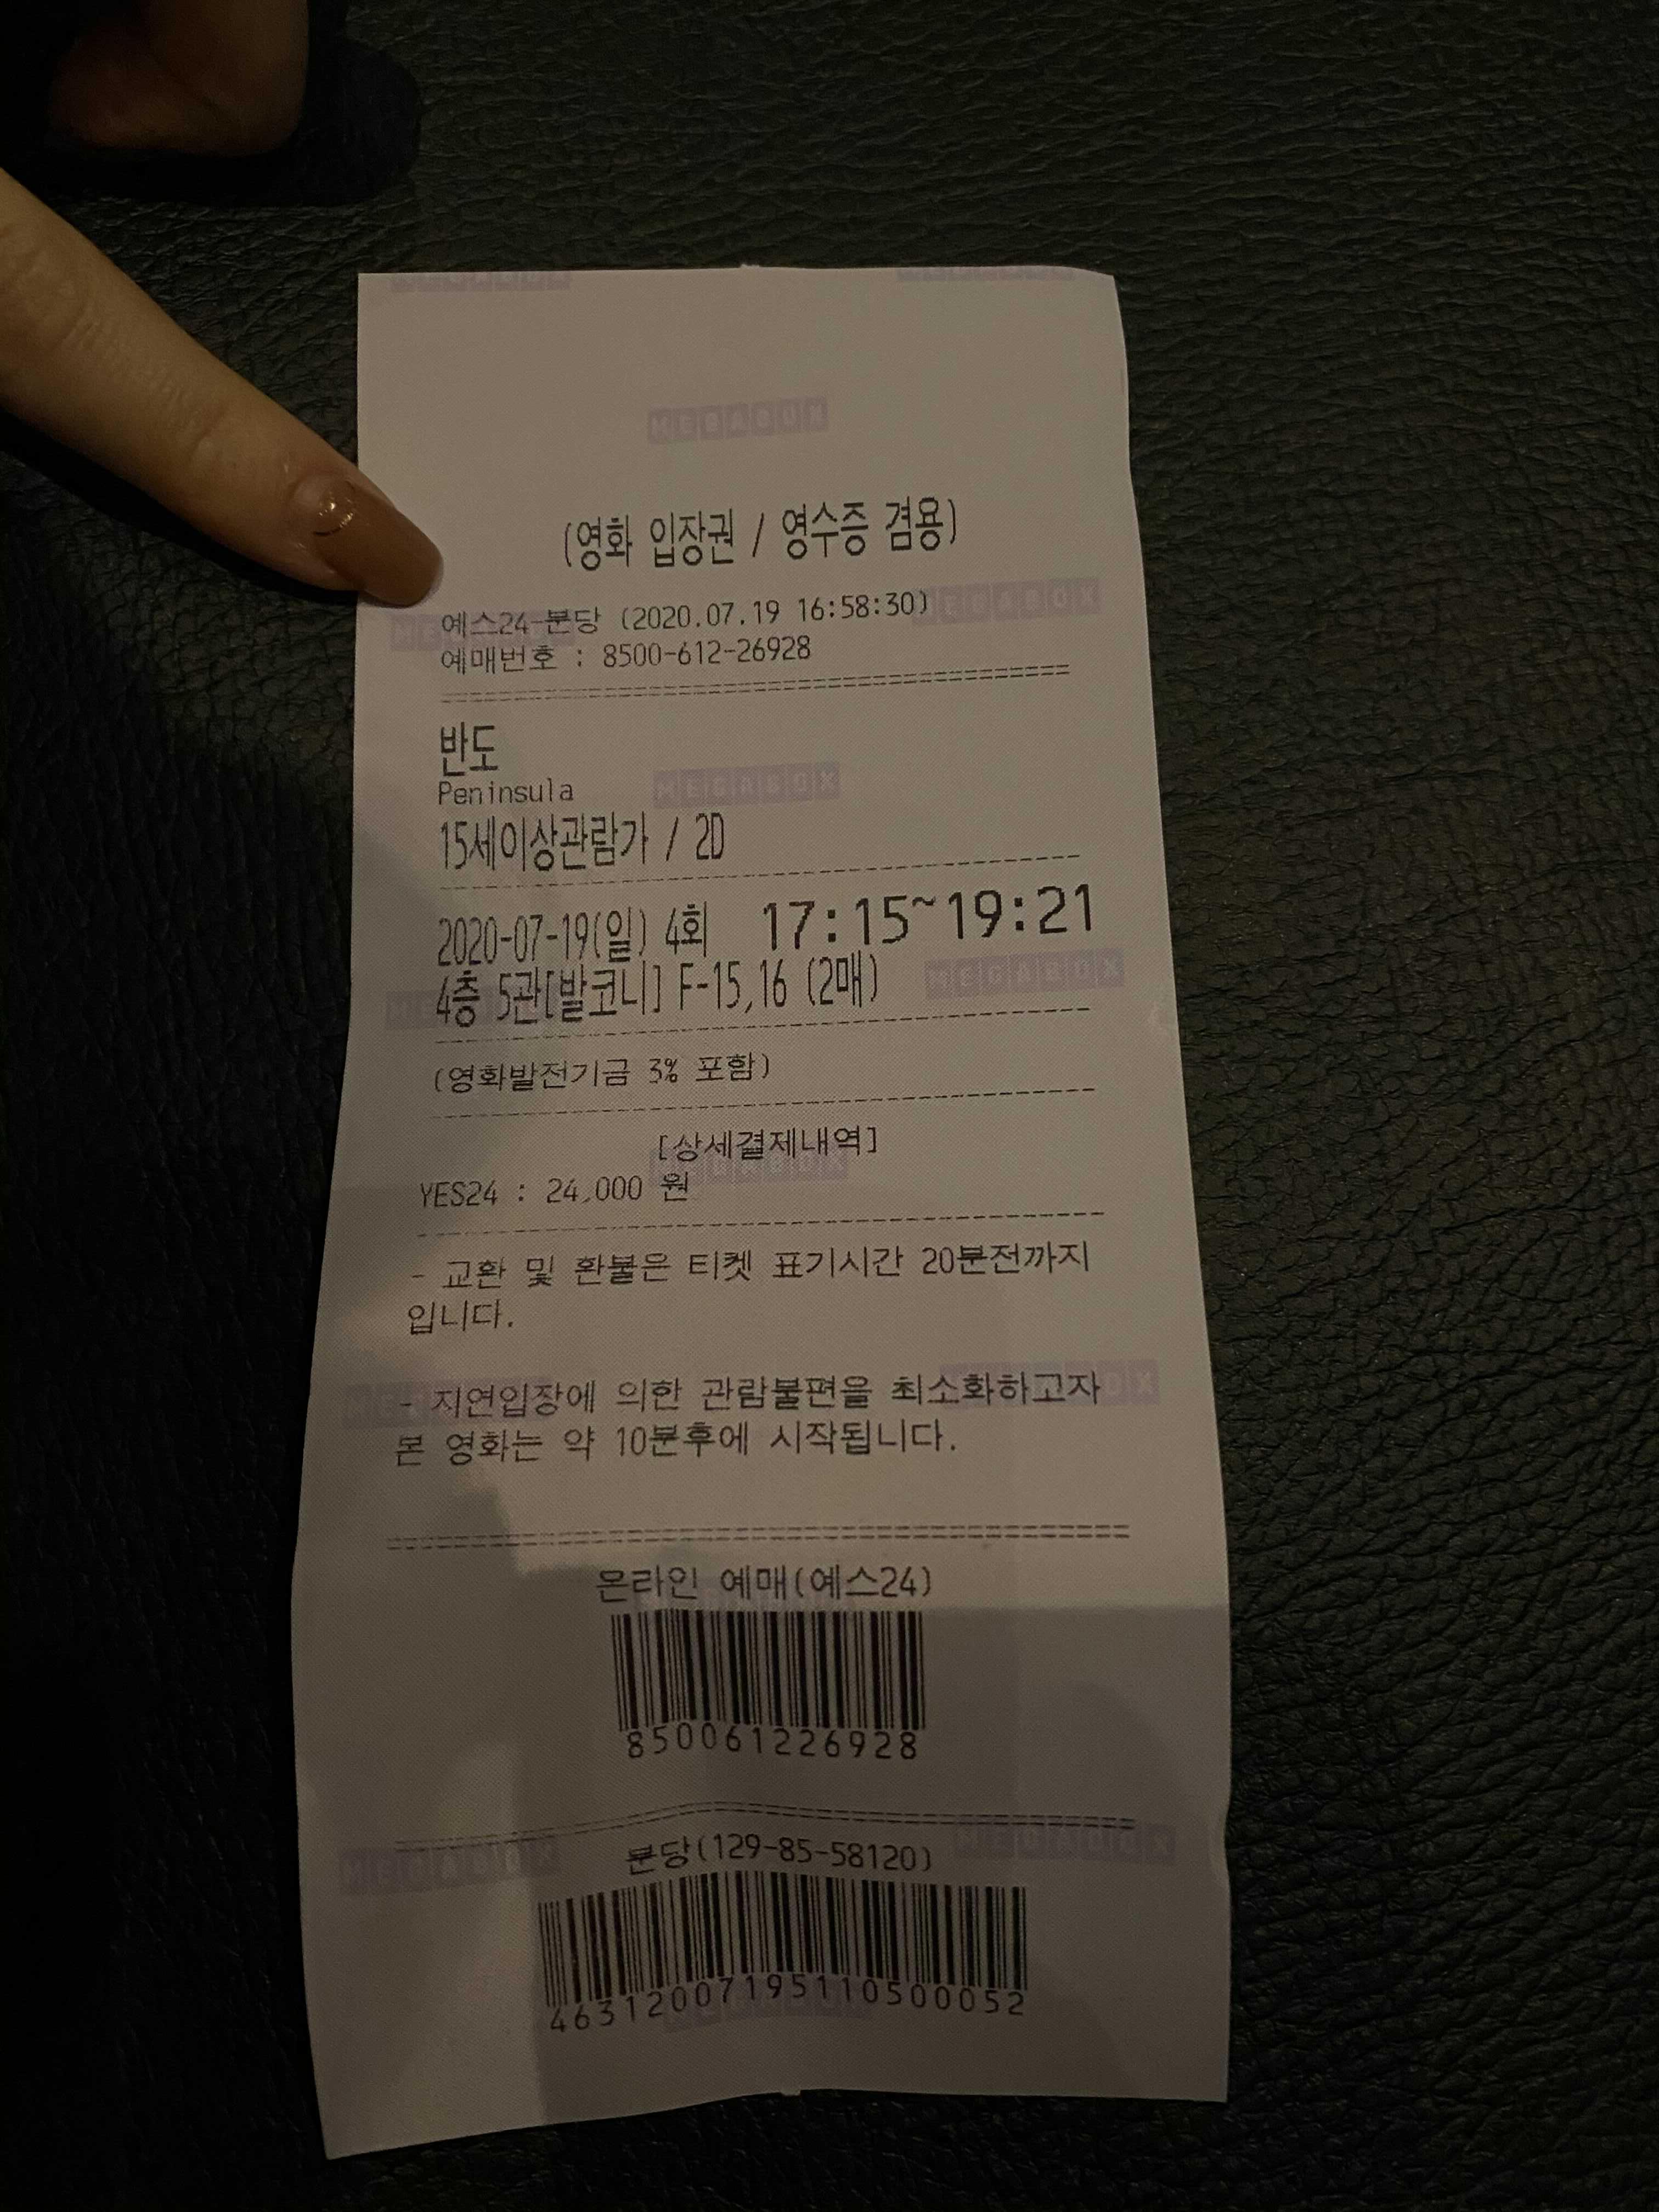 MEGABOX
(영화 입장권 / 영수증 겸용)
예스24-분당 (2020.07.19 16:58:30)
예매번호 : 8500-612-26928
반도
Peninsula
MEGABOX
15세이상관람가 / 2D
2020-07-19(일) 4회 17:15~19:21
4층 5관[발코니] F-15,16 (2매)
MEGABOX
(영화발전기금 3% 포함)
[상세결제내역]
YES24 : 24,000 원
- 교환 및 환불은 티켓 표기시간 20분전까지
입니다.
- 지연입장에 의한 관람불편을 최소화하고자
본 영화는 약 10분후에 시작됩니다.
온라인 예매(예스24)
850061226928
분당(129-85-58120)
MEGABOX
MEGABOX
4631200719511050052